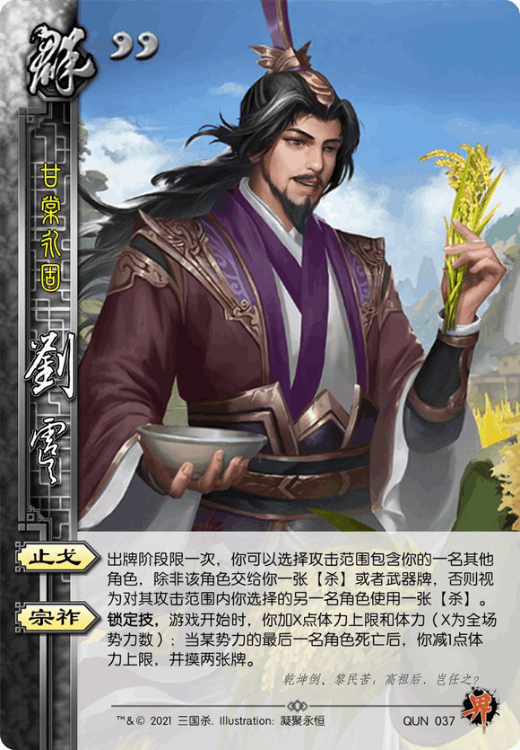 群
甘棠永固
劉虞
止戈
出牌阶段限一次，你可以选择攻击范围包含你的一名其他
角色，除非该角色交给你一张【杀】或者武器牌，否则视
为对其攻击范围内你选择的另一名角色使用一张【杀】。
宗祚
锁定技，游戏开始时，你加X点体力上限和体力（X为全场
势力数）；当某势力的最后一名角色死亡后，你减1点体
力上限，并摸两张牌。
乾坤倒、黎民苦；高祖后，岂任之？
™&© 2021 三国杀. Illustration: 凝聚永恒
QUN 037
界